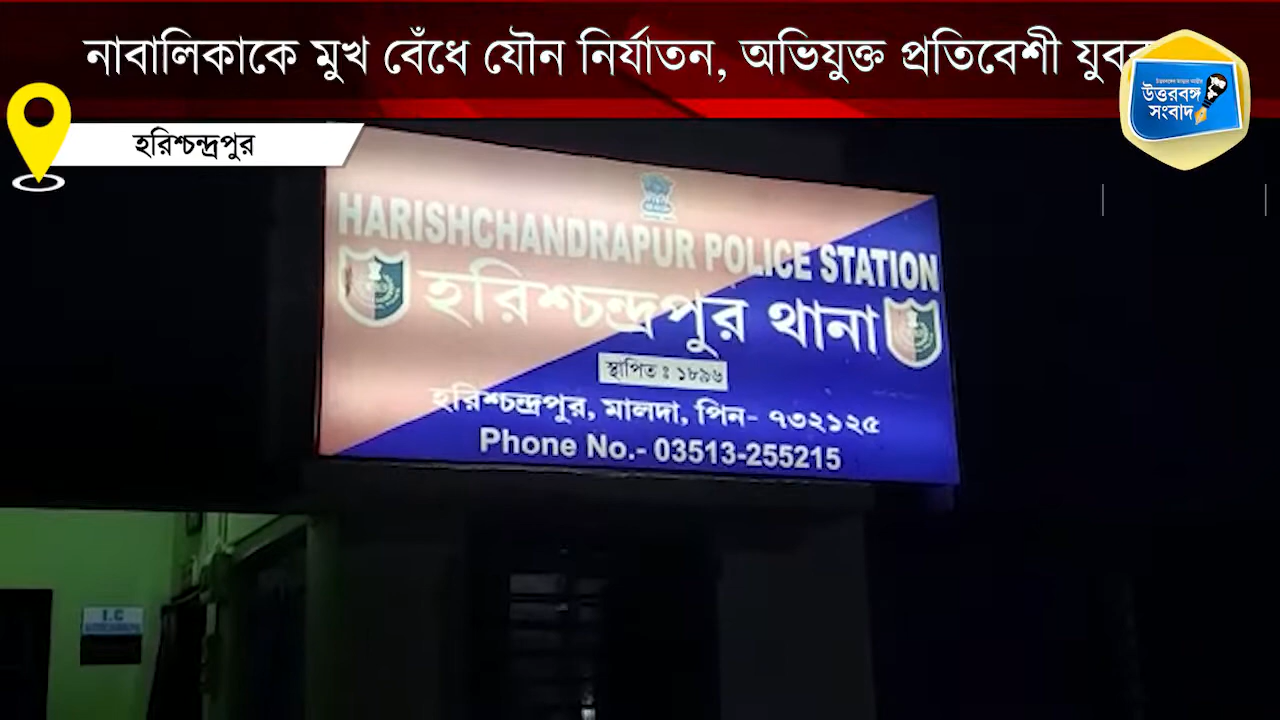 নাবালিকাকে মুখ বেঁধে যৌন নির্যাতন, অভিযুক্ত প্রতিবেশী
উত্তরবঙ্গ
সংবাদ
হরিশ্চন্দ্রপুর
HARISHCHANDRAPUR POLICE STATION
হরিশ্চন্দ্রপুর থানা
স্থাপিত ঃ ১৮৯৬
হরিশ্চন্দ্রপুর, মালদা, পিন- ৭৩২১২৫
Phone No.- 03513-255215
I.C